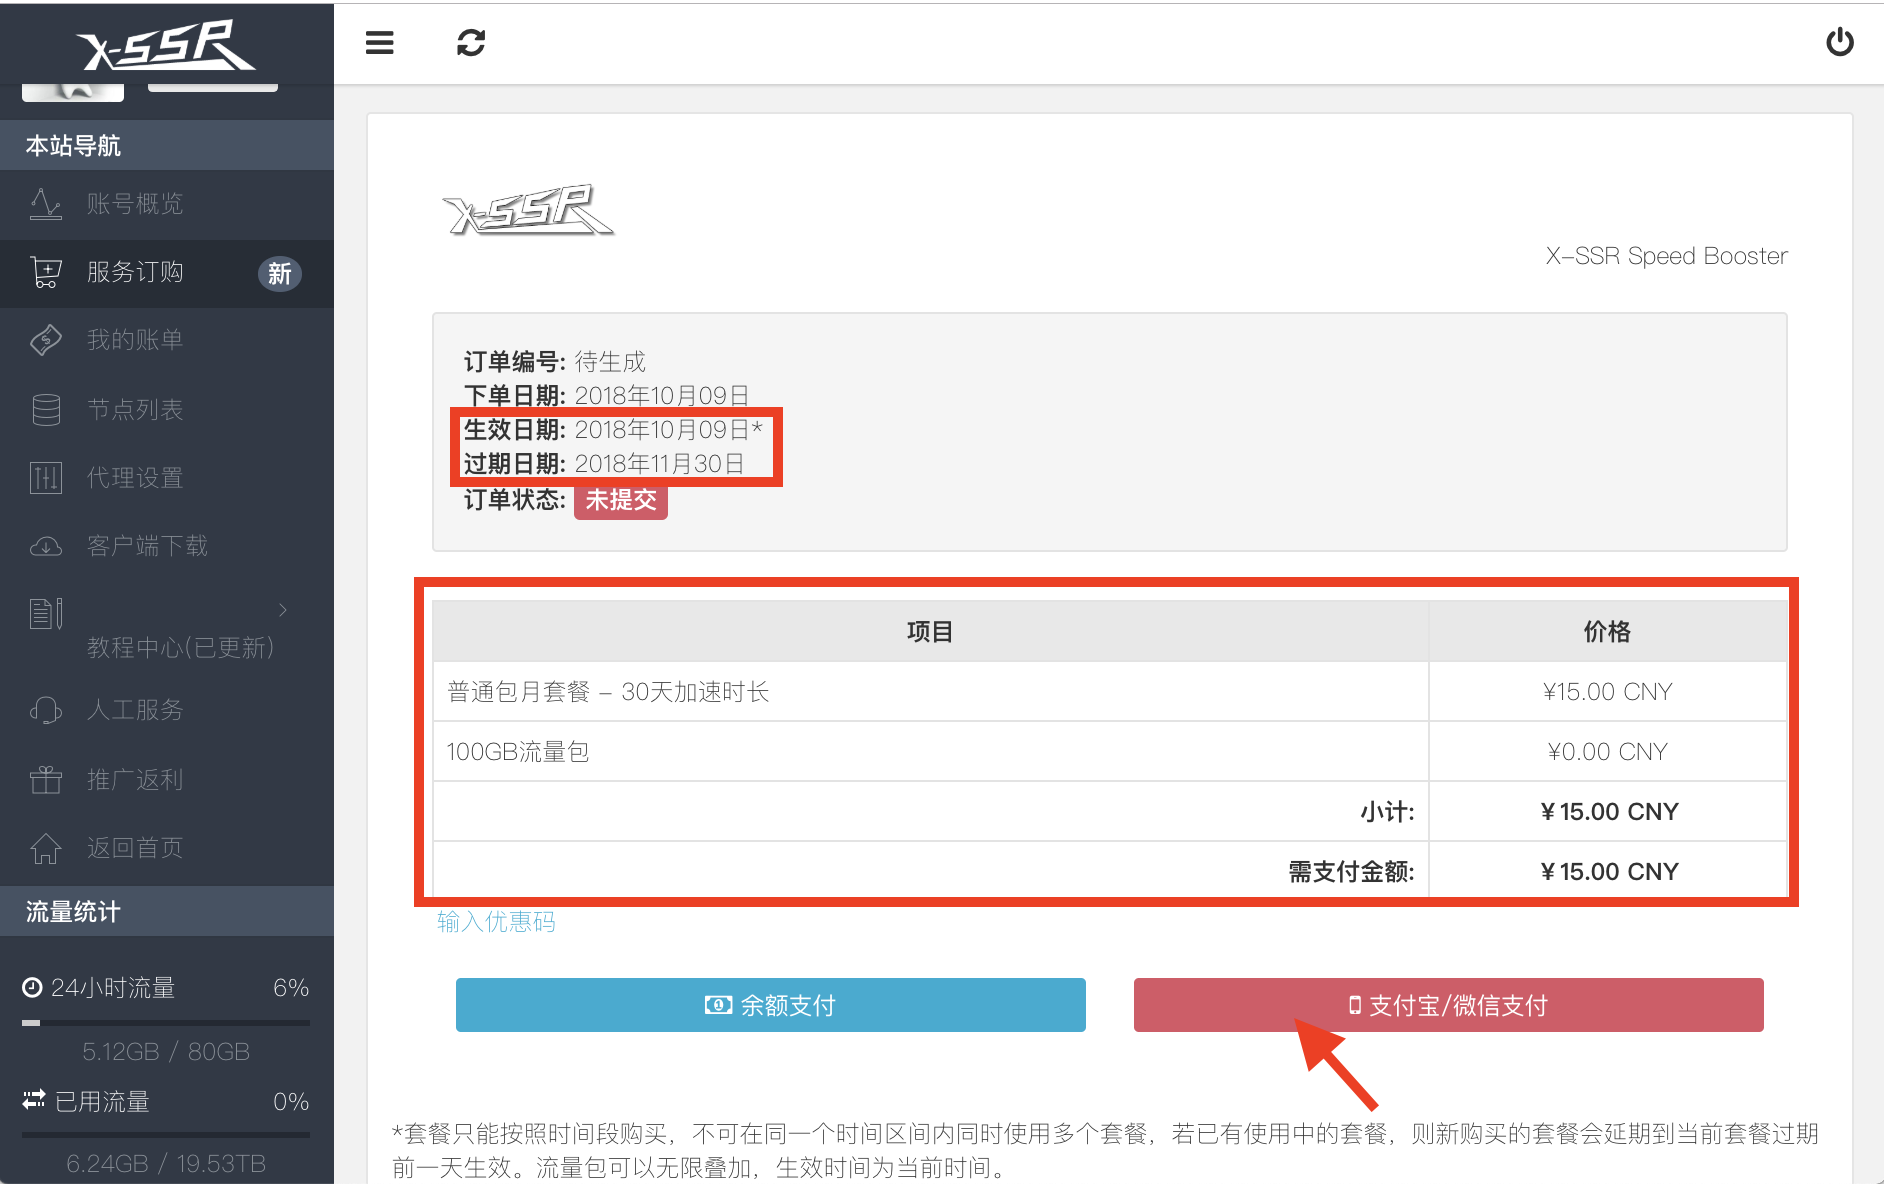 X-SSR
本站导航
账号概览
服务订购 新
我的账单
节点列表
代理设置
客户端下载
教程中心(已更新)
人工服务
推广返利
返回首页
流量统计
24小时流量 6%
5.12GB / 80GB
已用流量 0%
6.24GB / 19.53TB
X-SSR
X-SSR Speed Booster
订单编号: 待生成
下单日期: 2018年10月09日
生效日期: 2018年10月09日*
过期日期: 2018年11月30日
订单状态: 未提交
项目 价格
普通包月套餐 – 30天加速时长 ¥15.00 CNY
100GB流量包 ¥0.00 CNY
小计: ¥15.00 CNY
需支付金额: ¥15.00 CNY
输入优惠码
余额支付 支付宝/微信支付
*套餐只能按照时间段购买，不可在同一个时间区间内同时使用多个套餐，若已有使用中的套餐，则新购买的套餐会延期到当前套餐过期
前一天生效。流量包可以无限叠加，生效时间为当前时间。